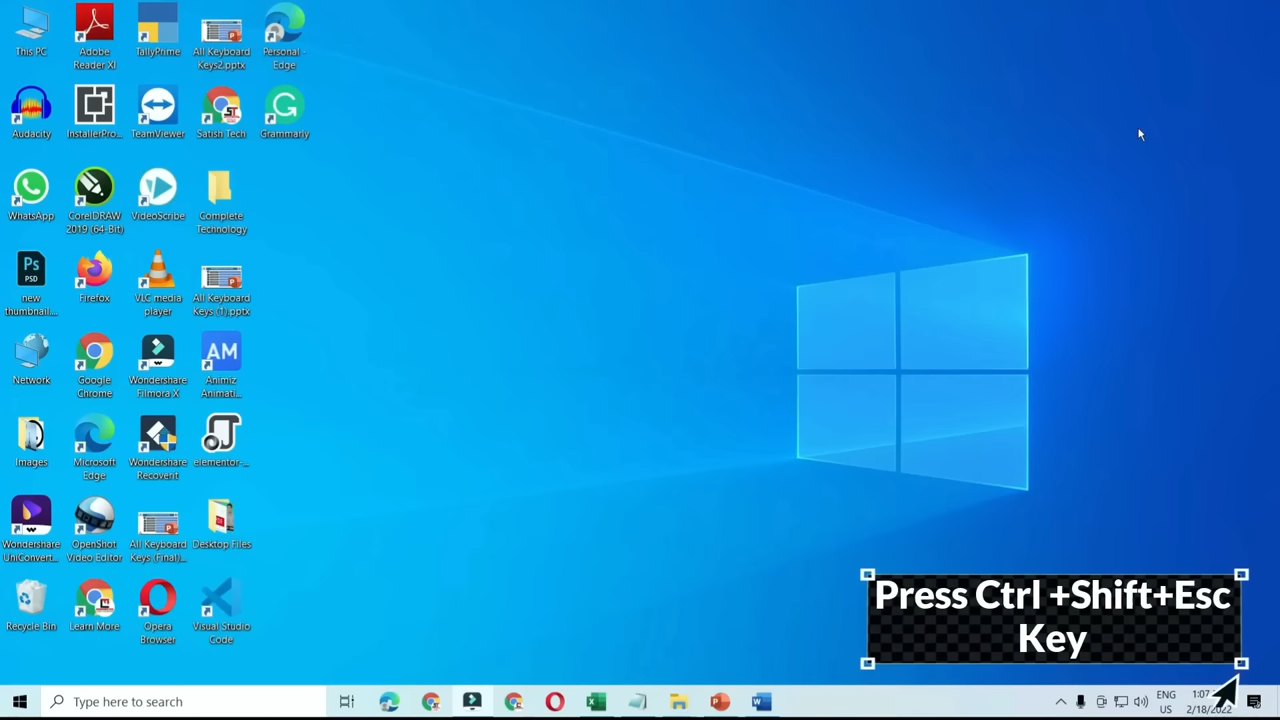 This PC
Adobe
Reader XI
TallyPrime
All Keyboard
Keys2.pptx
Personal -
Edge
Audacity
InstallerPro...
TeamViewer
Satish Tech
Grammarly
WhatsApp
CorelDRAW
2019 (64-Bit)
VideoScribe
Complete
Technology
Ps
PSD
new
thumbnail...
Firefox
VLC media
player
All Keyboard
Keys (1).pptx
Network
Google
Chrome
Wondershare
Filmora X
AM
Animiz
Animati...
Images
Microsoft
Edge
Wondershare
Recoverit
elementor-...
Wondershare
UniConvert...
OpenShot
Video Editor
All Keyboard
Keys (Final)...
Desktop Files
Recycle Bin
Learn More
Opera
Browser
Visual Studio
Code
Press Ctrl +Shift+Esc
Key
Type here to search
ENG
US
2/18/2022